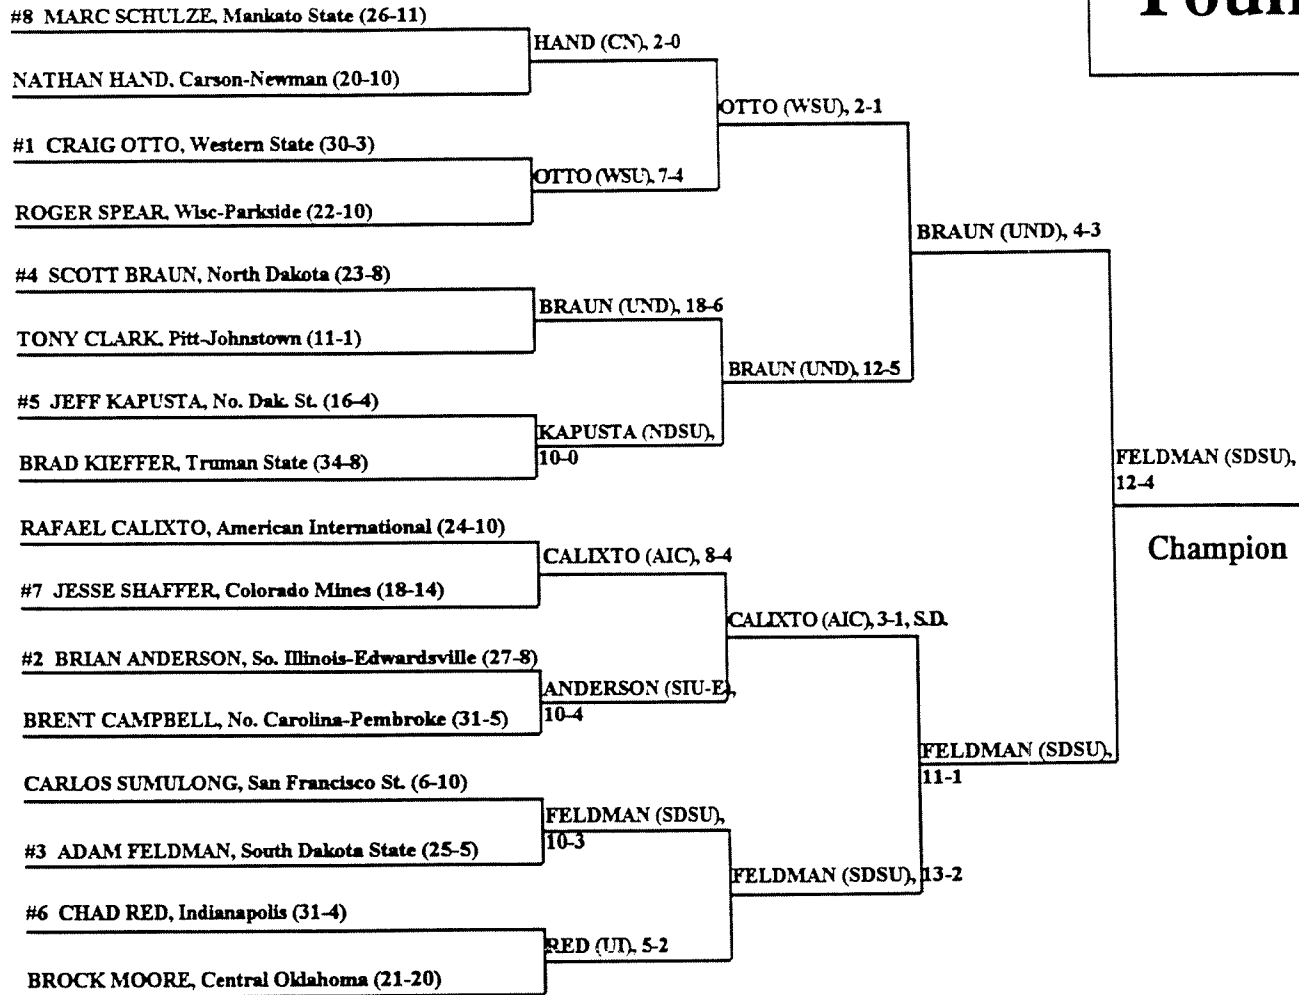 #8 MARC SCHULZE, Mankato State (26-11)
HAND (CN), 2-0
NATHAN HAND, Carson-Newman (20-10)
OTTO (WSU), 2-1
#1 CRAIG OTTO, Western State (30-3)
OTTO (WSU), 7-4
ROGER SPEAR, Wisc-Parkside (22-10)
BRAUN (UND), 4-3
#4 SCOTT BRAUN, North Dakota (23-8)
BRAUN (UND), 18-6
TONY CLARK, Pitt-Johnstown (11-1)
BRAUN (UND), 12-5
#5 JEFF KAPUSTA, No. Dak. St. (16-4)
KAPUSTA (NDSU),
10-0
BRAD KIEFFER, Truman State (34-8)
FELDMAN (SDSU),
12-4
Champion
RAFAEL CALIXTO, American International (24-10)
CALIXTO (AIC), 8-4
#7 JESSE SHAFFER, Colorado Mines (18-14)
CALIXTO (AIC), 3-1, S.D.
#2 BRIAN ANDERSON, So. Illinois-Edwardsville (27-8)
ANDERSON (SIU-E),
10-4
BRENT CAMPBELL, No. Carolina-Pembroke (31-5)
FELDMAN (SDSU),
11-1
CARLOS SUMULONG, San Francisco St. (6-10)
FELDMAN (SDSU),
10-3
#3 ADAM FELDMAN, South Dakota State (25-5)
FELDMAN (SDSU), 13-2
#6 CHAD RED, Indianapolis (31-4)
RED (UI), 5-2
BROCK MOORE, Central Oklahoma (21-20)